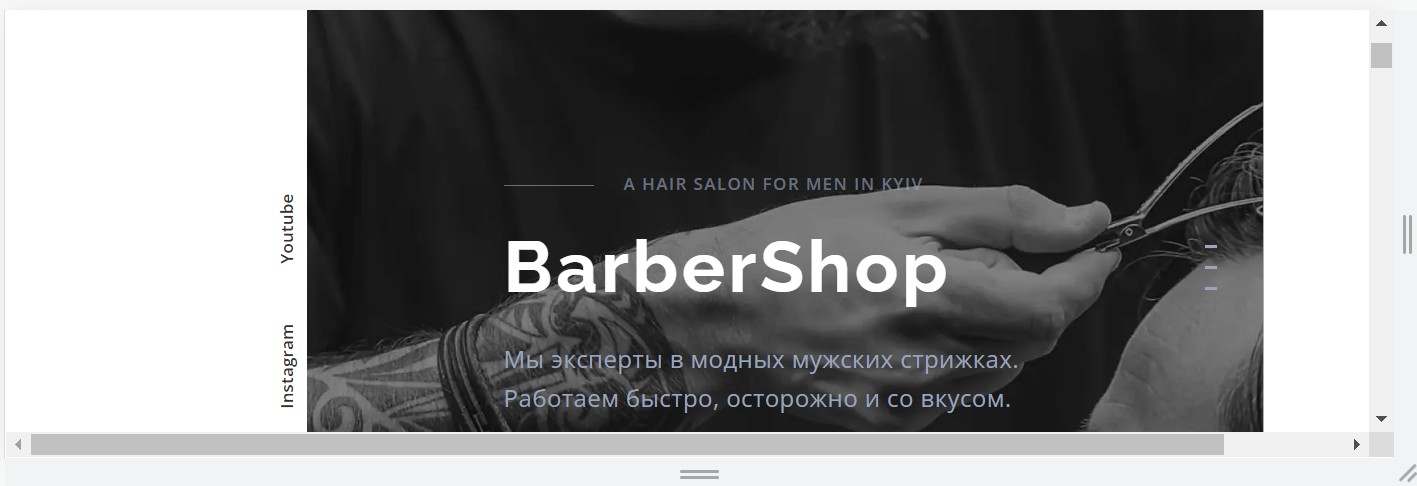 Youtube
Instagram
A HAIR SALON FOR MEN IN KYIV
BarberShop
Мы эксперты в модных мужских стрижках.
Работаем быстро, осторожно и со вкусом.